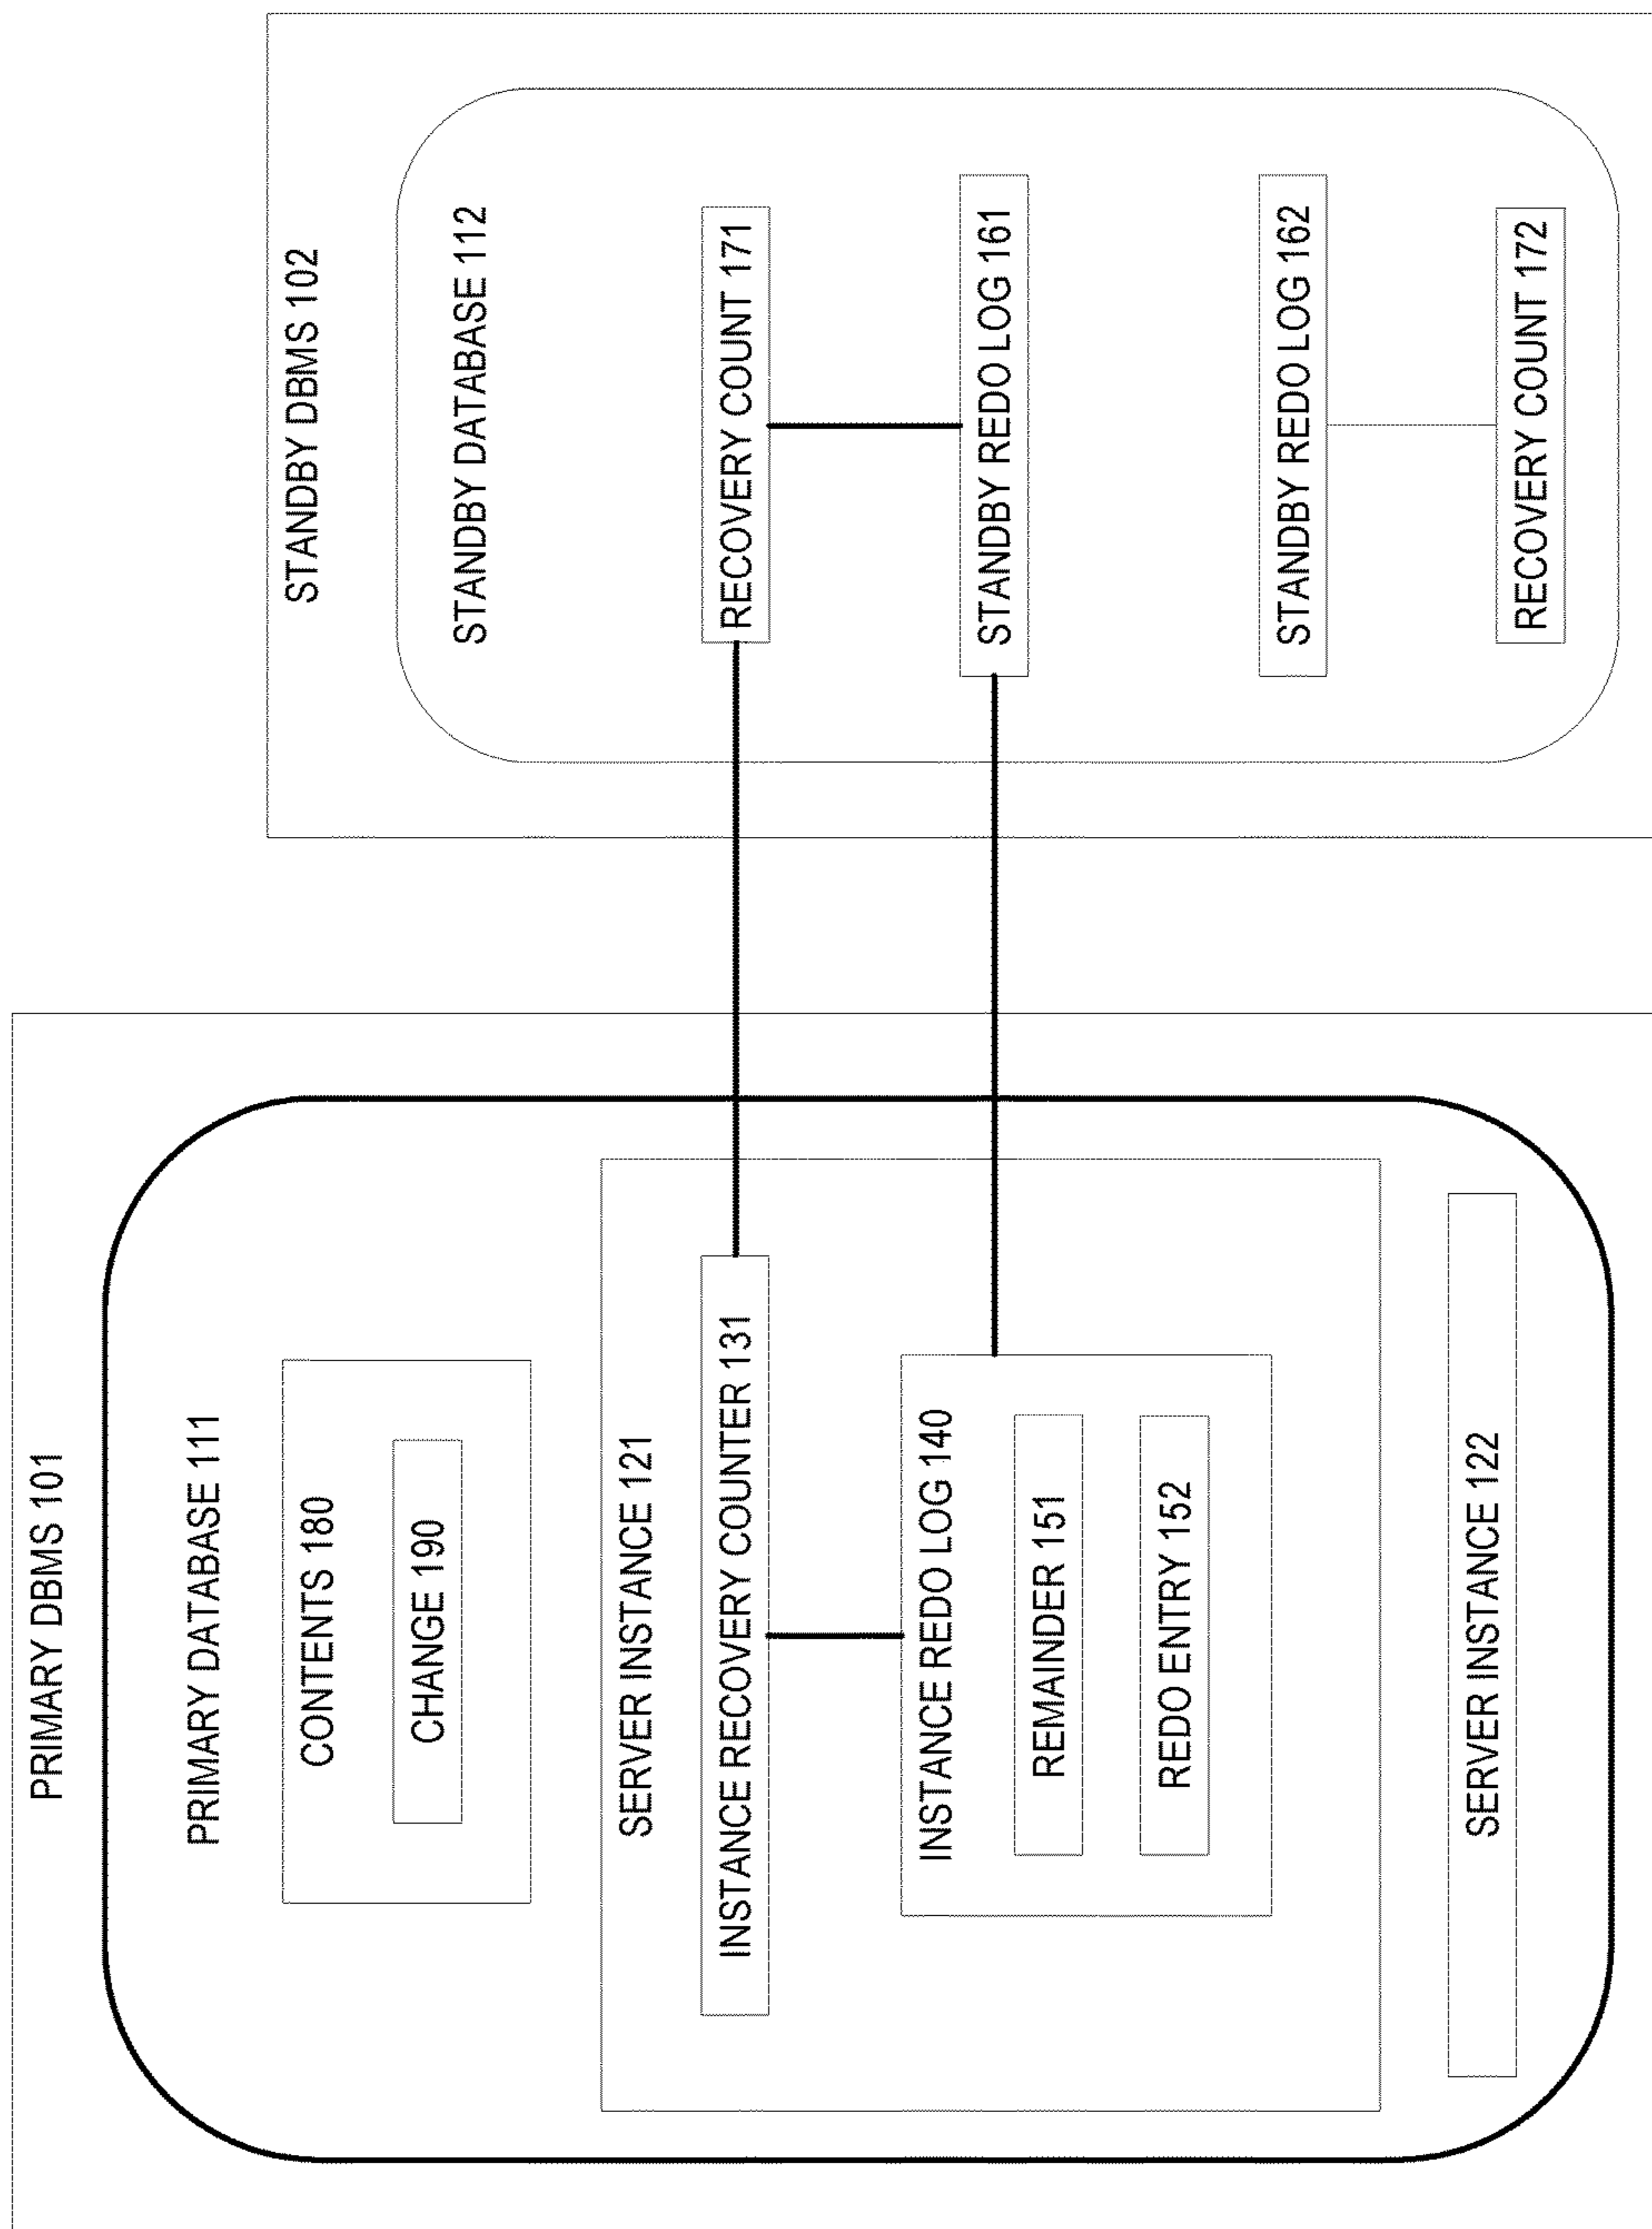 PRIMARY DBMS 101
PRIMARY DATABASE 111
CONTENTS 180
CHANGE 190
SERVER INSTANCE 121
INSTANCE RECOVERY COUNTER 131
INSTANCE REDO LOG 140
REMAINDER 151
REDO ENTRY 152
SERVER INSTANCE 122
STANDBY DBMS 102
STANDBY DATABASE 112
RECOVERY COUNT 171
STANDBY REDO LOG 161
STANDBY REDO LOG 162
RECOVERY COUNT 172